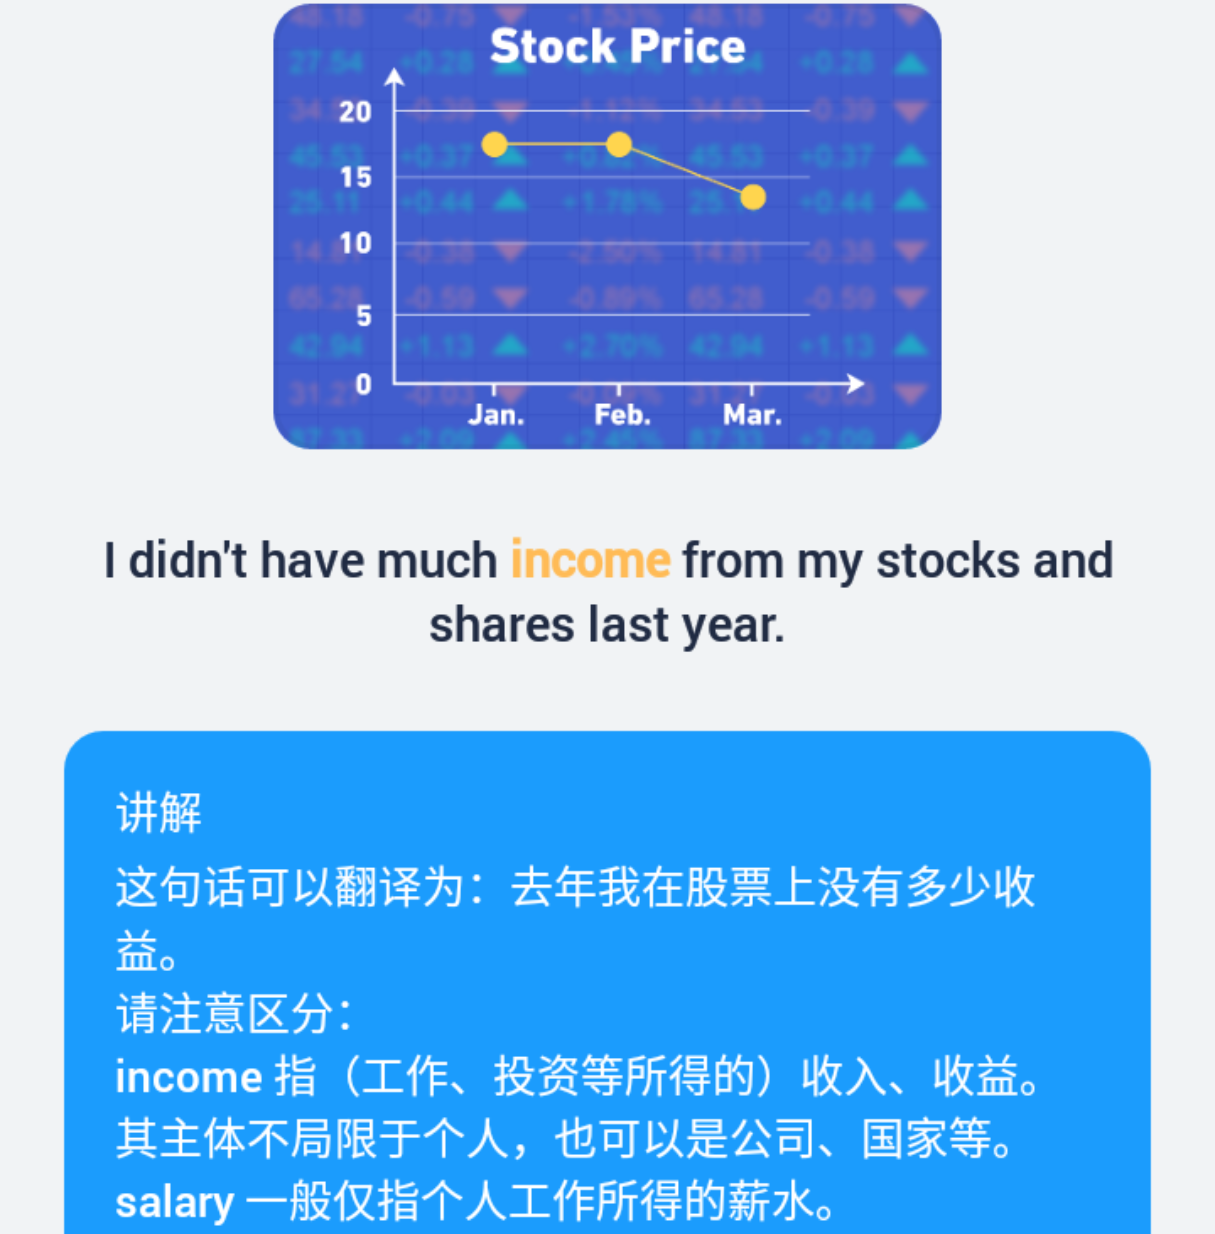 Stock Price
20
15
10
5
0
Jan. Feb. Mar.
I didn't have much income from my stocks and
shares last year.
讲解
这句话可以翻译为：去年我在股票上没有多少收
益。
请注意区分：
income 指（工作、投资等所得的）收入、收益。
其主体不局限于个人，也可以是公司、国家等。
salary 一般仅指个人工作所得的薪水。